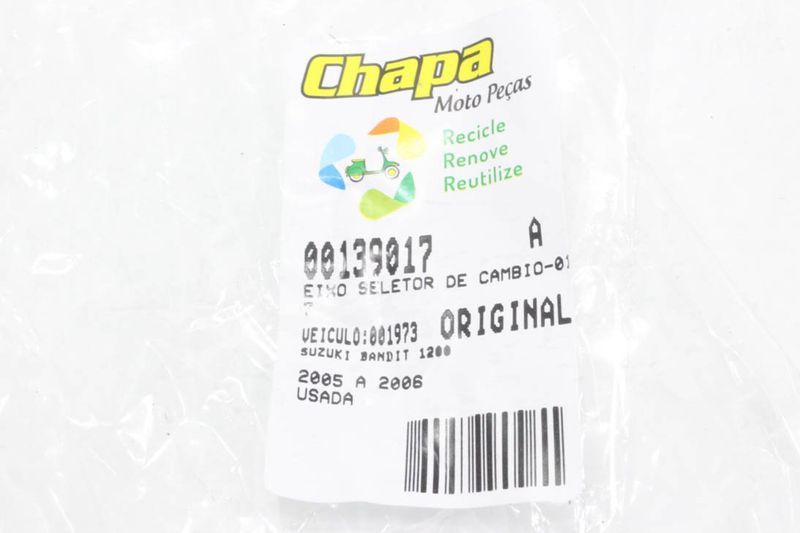 Chapa
Moto Peças
Recicle
Renove
Reutilize
00139017 A
EIXO SELETOR DE CAMBIO-01
7
VEICULO:001973 ORIGINAL
SUZUKI BANDIT 1200
2005 A 2006
USADA